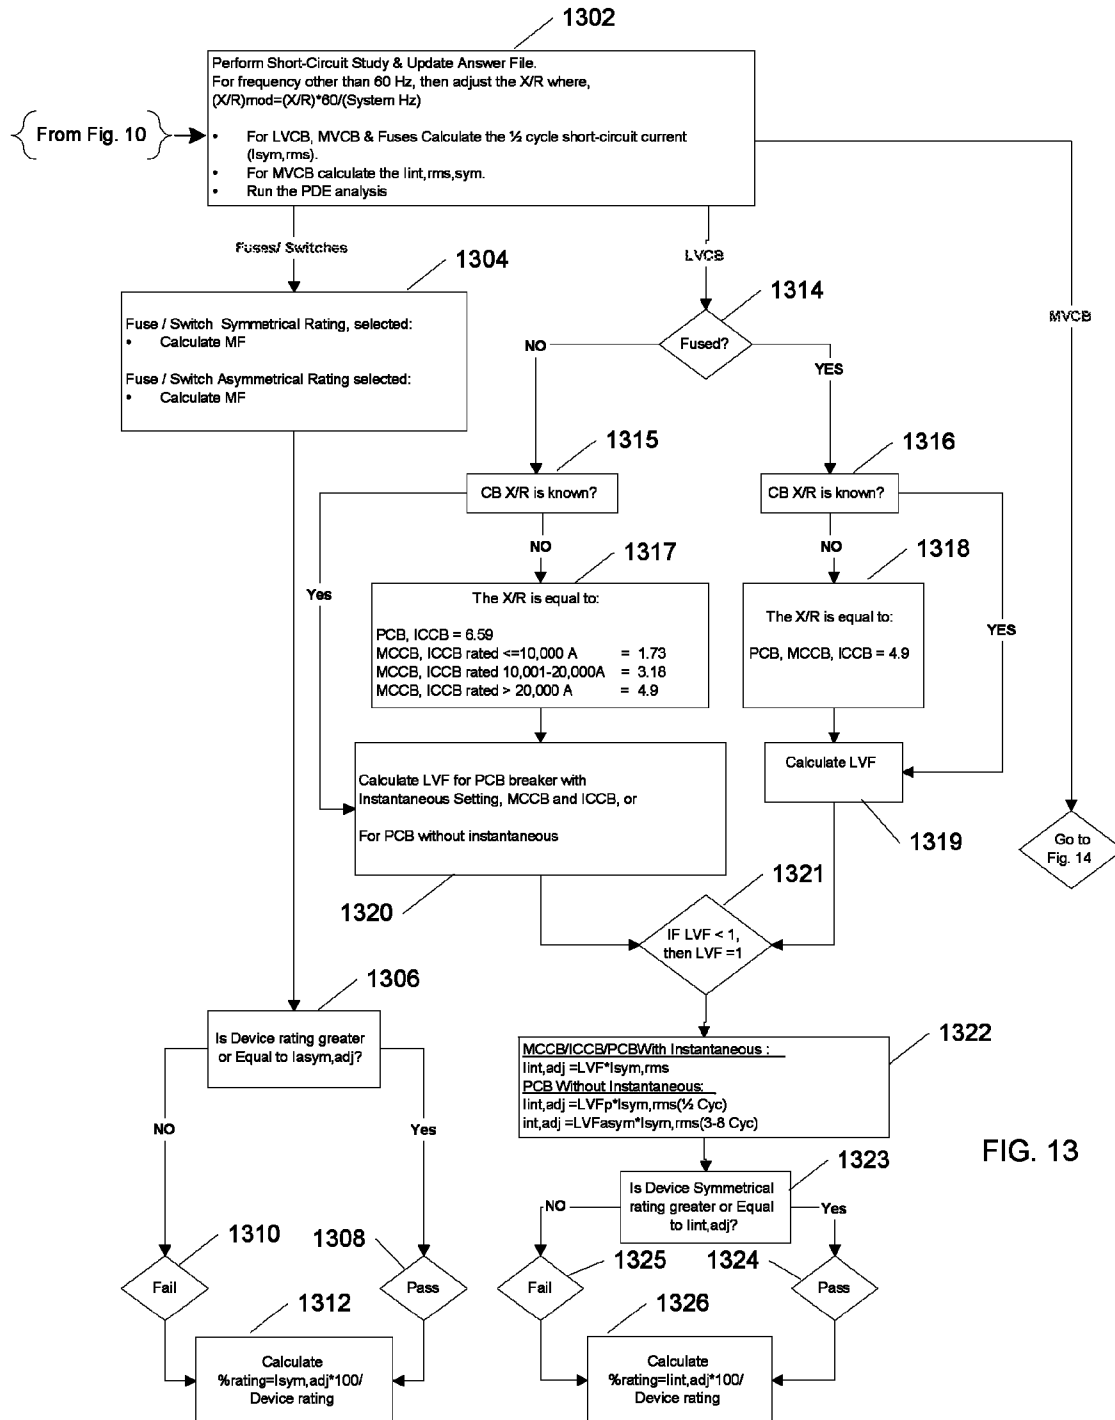 1302
Perform Short-Circuit Study & Update Answer File.
For frequency other than 60 Hz, then adjust the X/R where,
(X/R)mod=(X/R)*60/(System Hz)
• For LVCB, MVCB & Fuses Calculate the ½ cycle short-circuit current
(Isym,rms).
• For MVCB calculate the Iint,rms,sym.
• Run the PDE analysis
From Fig. 10
Fuses/ Switches
LVCB
MVCB
1304
Fuse / Switch Symmetrical Rating, selected:
• Calculate MF
Fuse / Switch Asymmetrical Rating selected:
• Calculate MF
1314
Fused?
NO
YES
1315
CB X/R is known?
1316
CB X/R is known?
NO
NO
Yes
YES
1317
The X/R is equal to:
PCB, ICCB = 6.59
MCCB, ICCB rated <=10,000 A = 1.73
MCCB, ICCB rated 10,001-20,000A = 3.18
MCCB, ICCB rated > 20,000 A = 4.9
1318
The X/R is equal to:
PCB, MCCB, ICCB = 4.9
Calculate LVF for PCB breaker with
Instantaneous Setting, MCCB and ICCB, or
For PCB without instantaneous
1320
Calculate LVF
1319
Go to
Fig. 14
1321
IF LVF < 1,
then LVF =1
1306
Is Device rating greater
or Equal to Iasym,adj?
NO
Yes
1322
MCCB/ICCB/PCBWith Instantaneous :
Iint,adj =LVF*Isym,rms
PCB Without Instantaneous:
Iint,adj =LVFp*Isym,rms(½ Cyc)
int,adj =LVFasym*Isym,rms(3-8 Cyc)
FIG. 13
1323
Is Device Symmetrical
rating greater or Equal
to Iint,adj?
NO
Yes
1310
Fail
1308
Pass
1325
Fail
1324
Pass
1312
Calculate
%rating=Isym,adj*100/
Device rating
1326
Calculate
%rating=Iint,adj*100/
Device rating